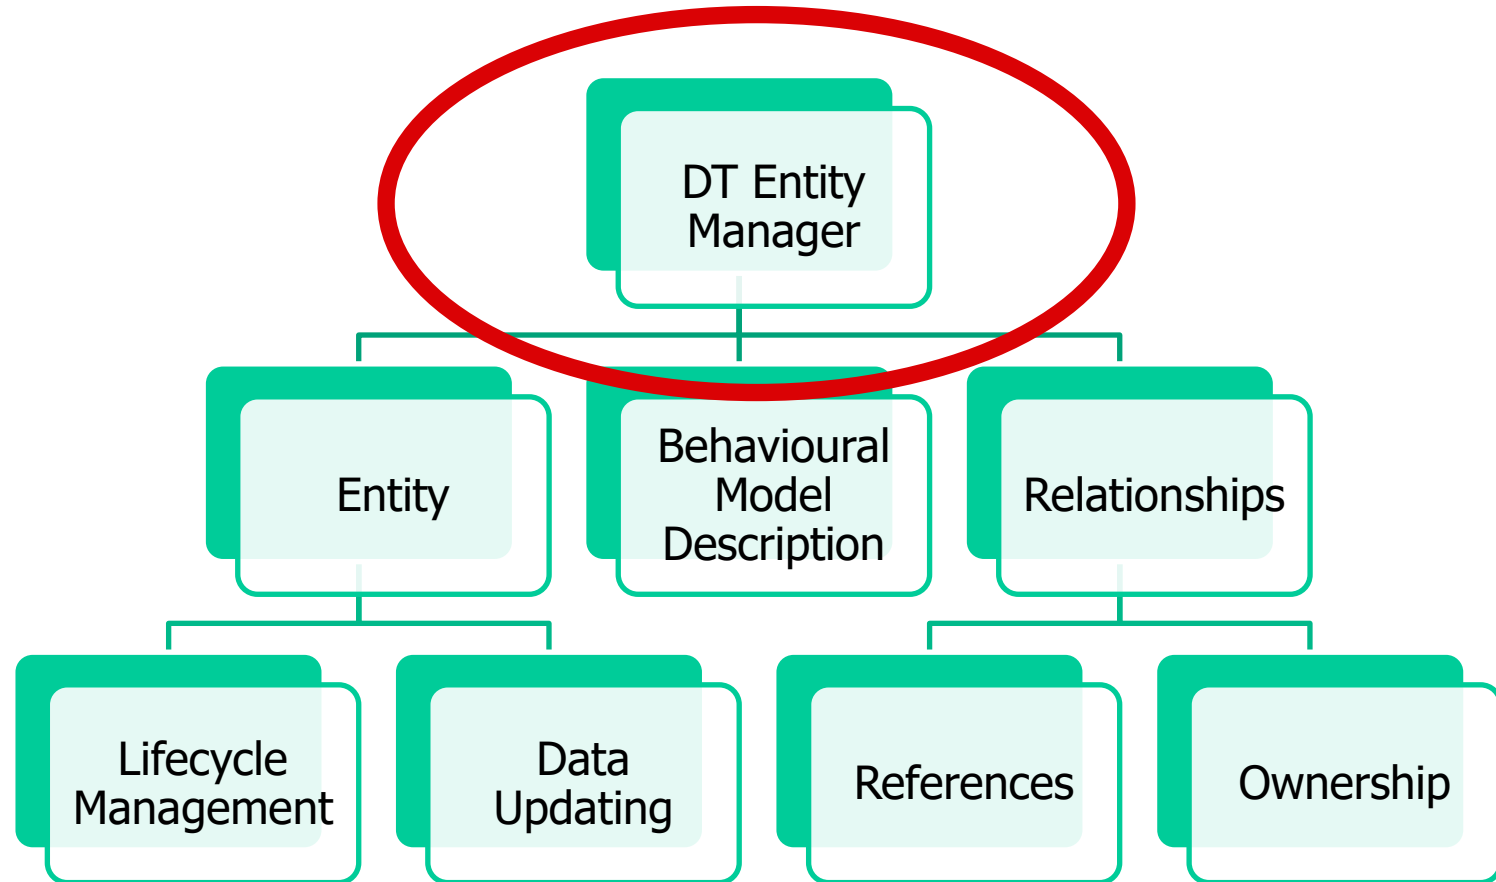 DT Entity
Manager
Entity
Behavioural
Model
Description
Relationships
Lifecycle
Management
Data
Updating
References
Ownership